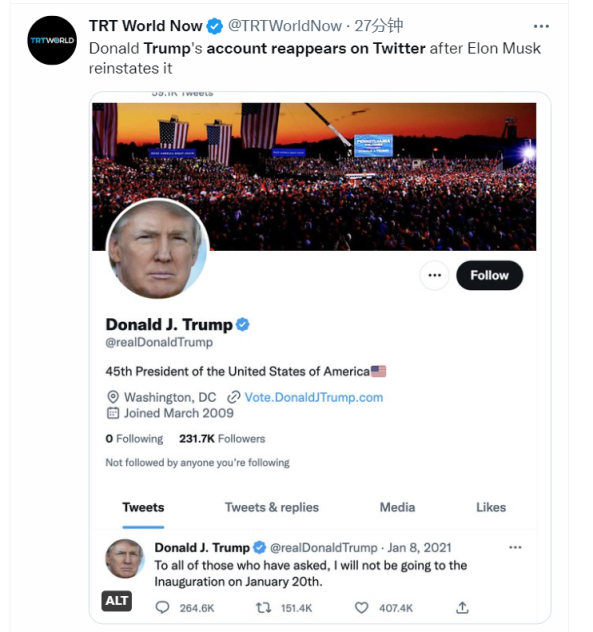 TRT World Now @TRTWorldNow · 27分钟
TRTWORLD
Donald Trump's account reappears on Twitter after Elon Musk
reinstates it
59.1K Tweets
Follow
Donald J. Trump
@realDonaldTrump
45th President of the United States of America🇺🇸
Washington, DC Vote.DonaldJTrump.com
Joined March 2009
0 Following 231.7K Followers
Not followed by anyone you're following
Tweets Tweets & replies Media Likes
Donald J. Trump @realDonaldTrump · Jan 8, 2021
To all of those who have asked, I will not be going to the
Inauguration on January 20th.
ALT
264.6K 151.4K 407.4K